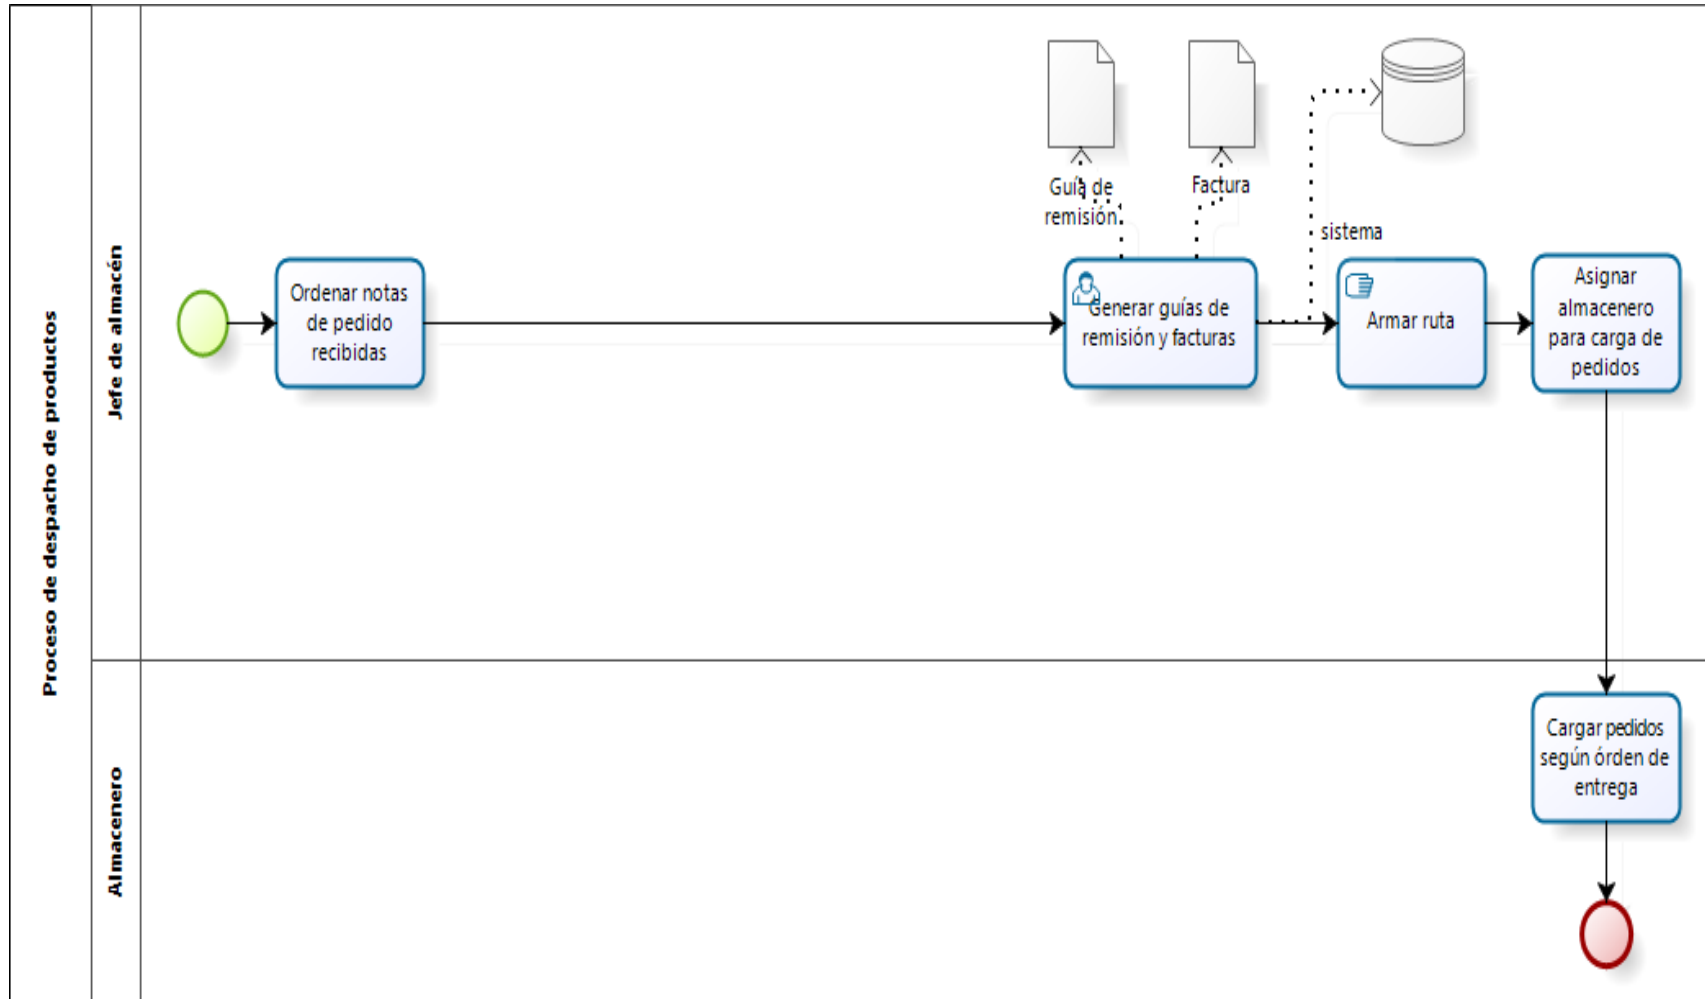 Proceso de despacho de productos
Jefe de almacén
Ordenar notas
de pedido
recibidas
Guía de
remisión
Factura
sistema
Generar guías de
remisión y facturas
Armar ruta
Asignar
almacenero
para carga de
pedidos
Almacenero
Cargar pedidos
según órden de
entrega